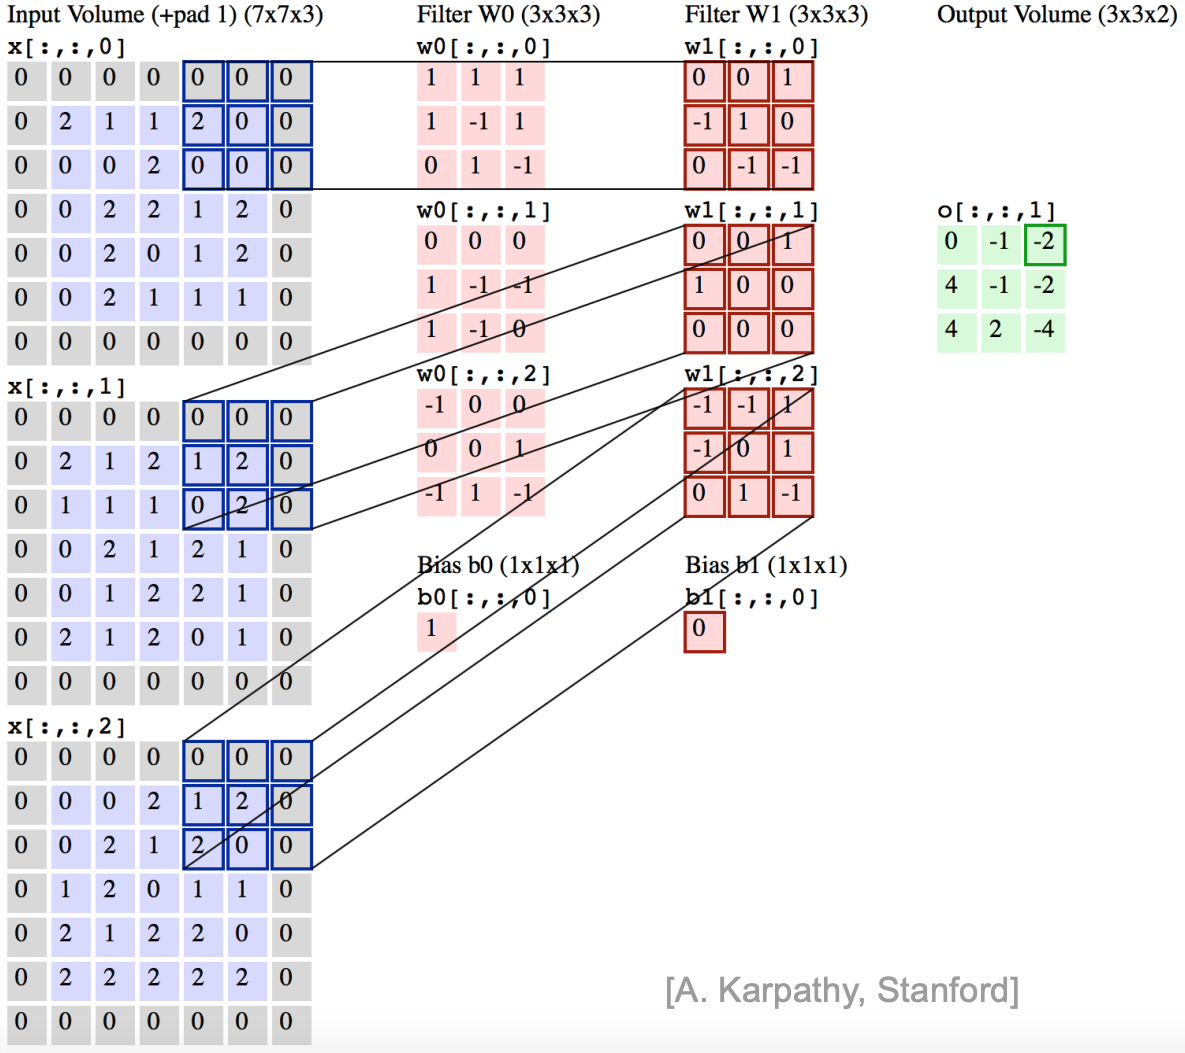 Input Volume (+pad 1) (7x7x3)
x[:,:,0]
0 0 0 0 0 0 0
0 2 1 1 2 0 0
0 0 0 2 0 0 0
0 0 2 2 1 2 0
0 0 2 0 1 2 0
0 0 2 1 1 1 0
0 0 0 0 0 0 0
x[:,:,1]
0 0 0 0 0 0 0
0 2 1 2 1 2 0
0 1 1 1 0 2 0
0 0 2 1 2 1 0
0 0 1 2 2 1 0
0 2 1 2 0 1 0
0 0 0 0 0 0 0
x[:,:,2]
0 0 0 0 0 0 0
0 0 0 2 1 2 0
0 0 2 1 2 0 0
0 1 2 0 1 1 0
0 2 1 2 2 0 0
0 2 2 2 2 2 0
0 0 0 0 0 0 0
Filter W0 (3x3x3)
w0[:,:,0]
1 1 1
1 -1 1
0 1 -1
w0[:,:,1]
0 0 0
1 -1 -1
1 -1 0
w0[:,:,2]
-1 0 0
0 0 1
-1 1 -1
Bias b0 (1x1x1)
b0[:,:,0]
1
Filter W1 (3x3x3)
w1[:,:,0]
0 0 1
-1 1 0
0 -1 -1
w1[:,:,1]
0 0 1
1 0 0
0 0 0
w1[:,:,2]
-1 -1 1
-1 0 1
0 1 -1
Bias b1 (1x1x1)
b1[:,:,0]
0
Output Volume (3x3x2)
o[:,:,1]
0 -1 -2
4 -1 -2
4 2 -4
[A. Karpathy, Stanford]